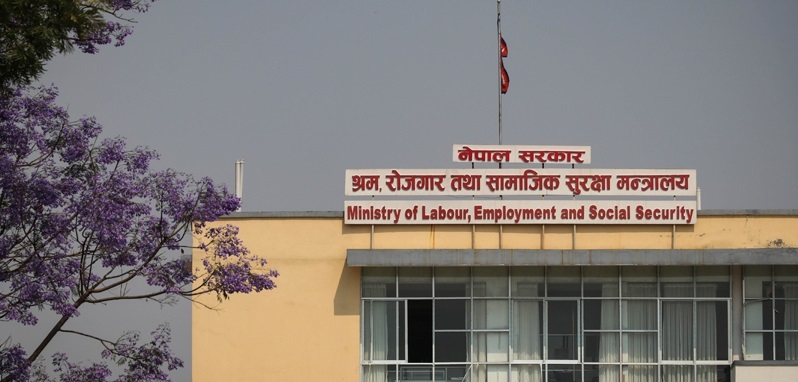 नेपाल सरकार
श्रम, रोजगार तथा सामाजिक सुरक्षा मन्त्रालय
Ministry of Labour, Employment and Social Security